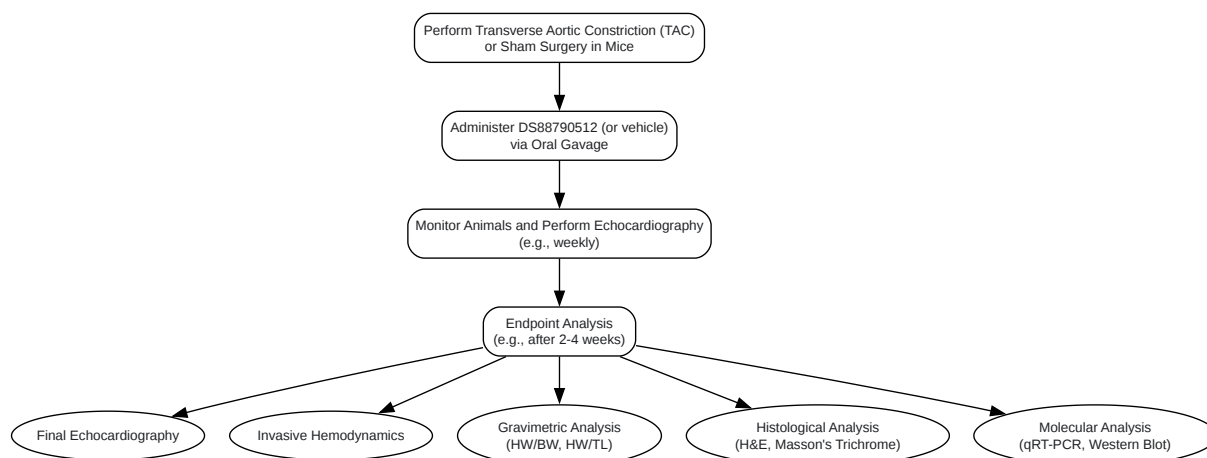 Perform Transverse Aortic Constriction (TAC)
or Sham Surgery in Mice
Administer DS88790512 (or vehicle)
via Oral Gavage
Monitor Animals and Perform Echocardiography
(e.g., weekly)
Endpoint Analysis
(e.g., after 2-4 weeks)
Final Echocardiography
Invasive Hemodynamics
Gravimetric Analysis
(HW/BW, HW/TL)
Histological Analysis
(H&E, Masson's Trichrome)
Molecular Analysis
(qRT-PCR, Western Blot)